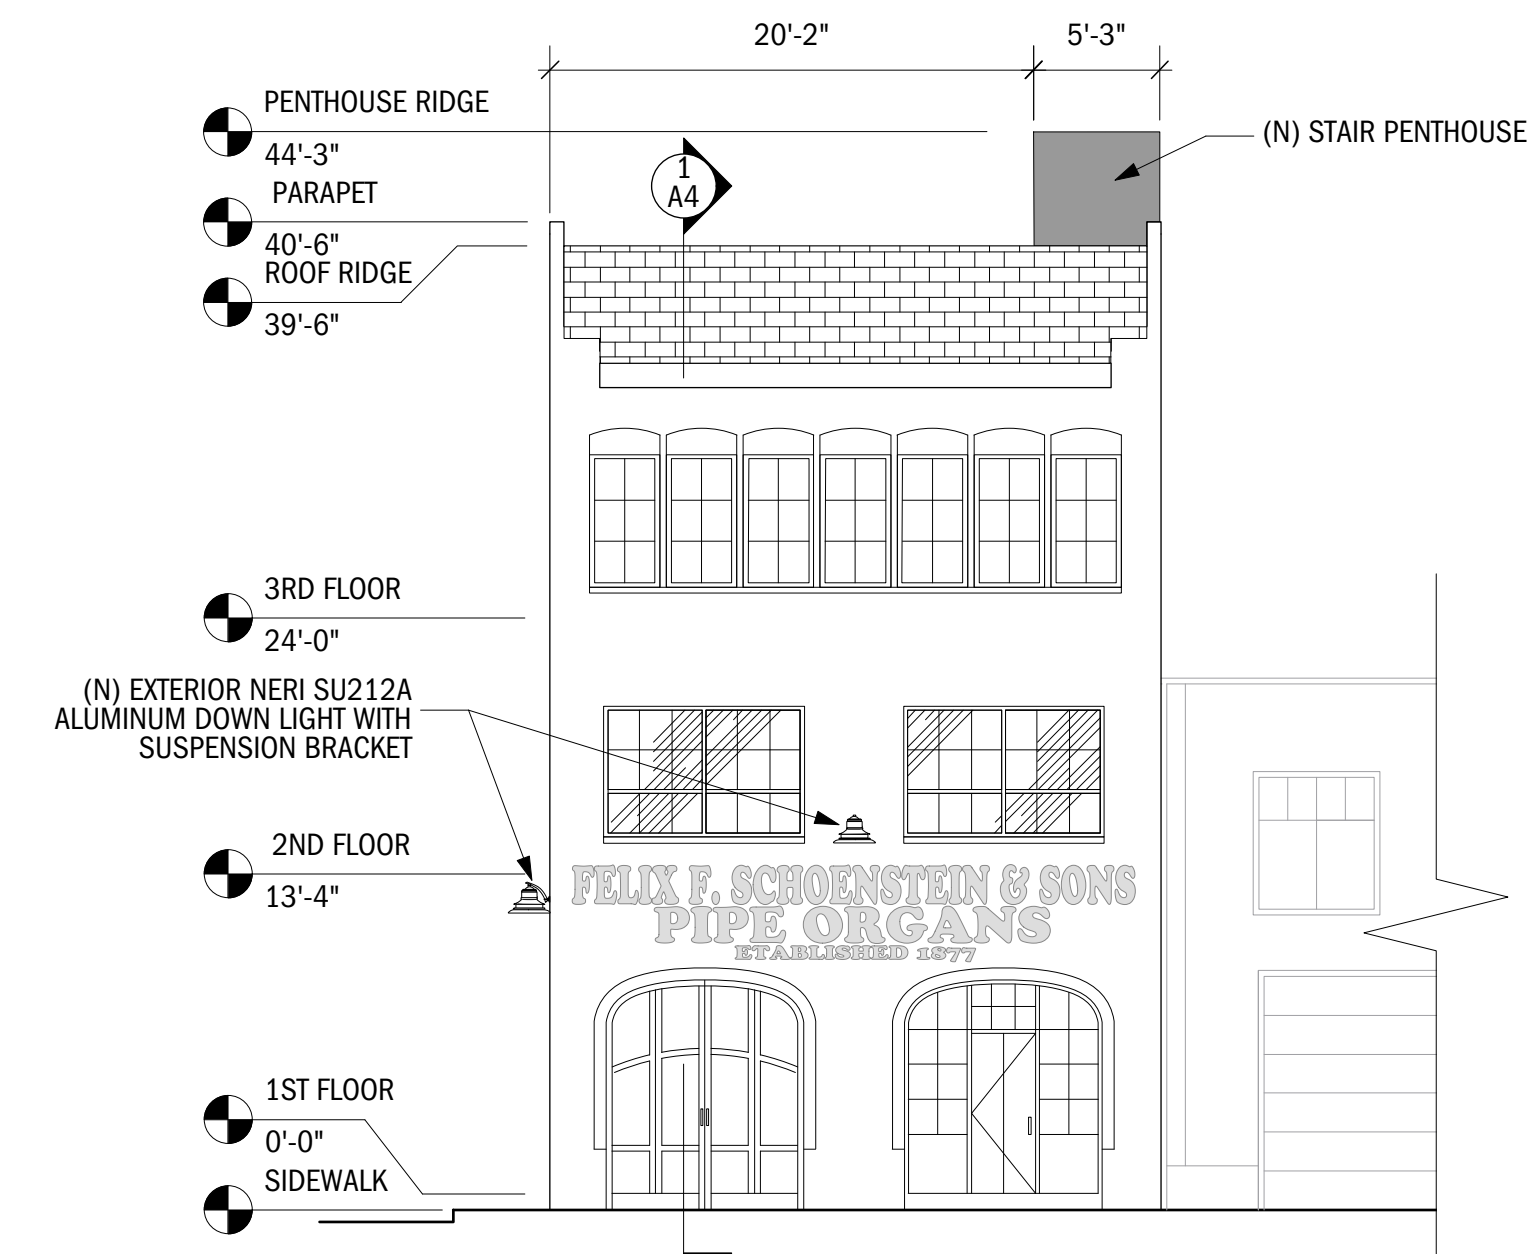 20'-2"
5'-3"
PENTHOUSE RIDGE
44'-3"
(N) STAIR PENTHOUSE
1
A4
PARAPET
40'-6"
ROOF RIDGE
39'-6"
3RD FLOOR
24'-0"
(N) EXTERIOR NERI SU212A
ALUMINUM DOWN LIGHT WITH
SUSPENSION BRACKET
2ND FLOOR
13'-4"
FELIX F. SCHOENSTEIN & SONS
PIPE ORGANS
ETABLISHED 1877
1ST FLOOR
0'-0"
SIDEWALK